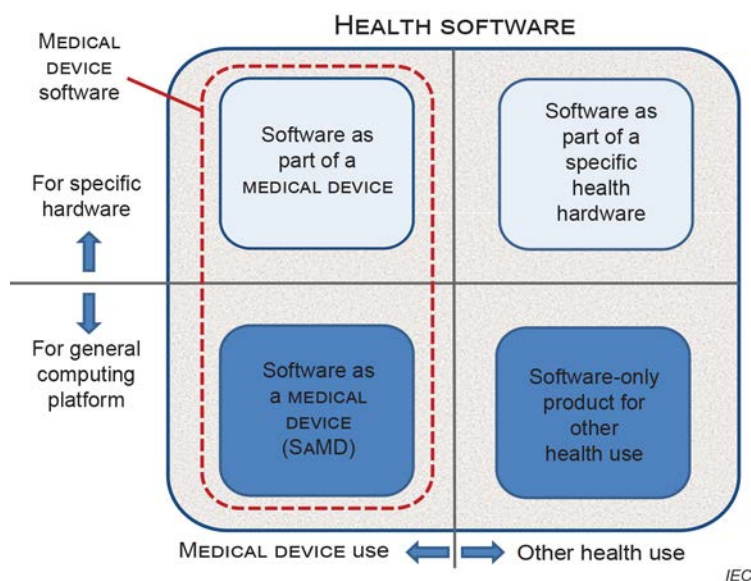 HEALTH SOFTWARE
MEDICAL
DEVICE
software
Software as
part of a
MEDICAL DEVICE
Software as
part of a
specific
health
hardware
For specific
hardware
For general
computing
platform
Software as
a MEDICAL
DEVICE
(SAMD)
Software-only
product for
other
health use
MEDICAL DEVICE use
Other health use
IEC